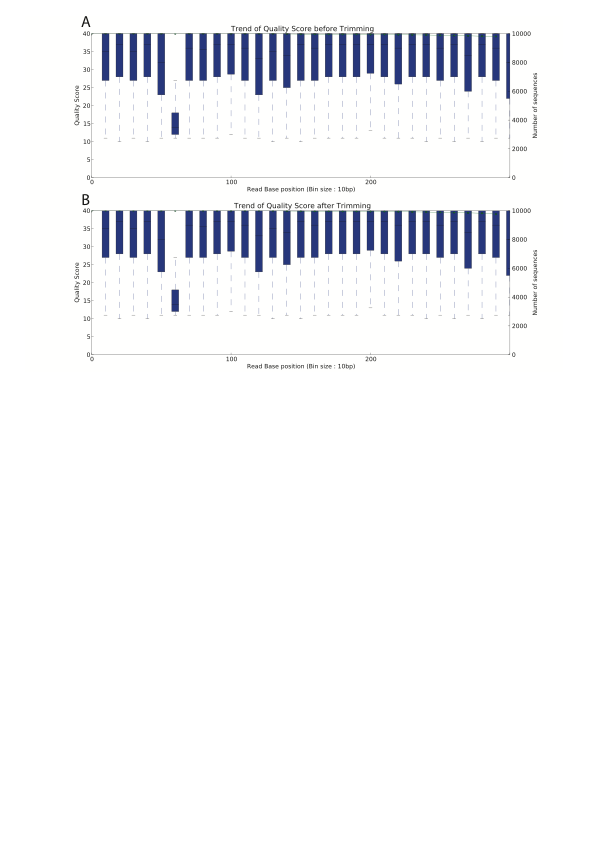 A
Trend of Quality Score before Trimming
40
35
30
25
20
15
10
5
0
Quality Score
10000
8000
6000
4000
2000
0
Number of sequences
0 100 200
Read Base position (Bin size : 10bp)
B
Trend of Quality Score after Trimming
40
35
30
25
20
15
10
5
0
Quality Score
10000
8000
6000
4000
2000
0
Number of sequences
0 100 200
Read Base position (Bin size : 10bp)